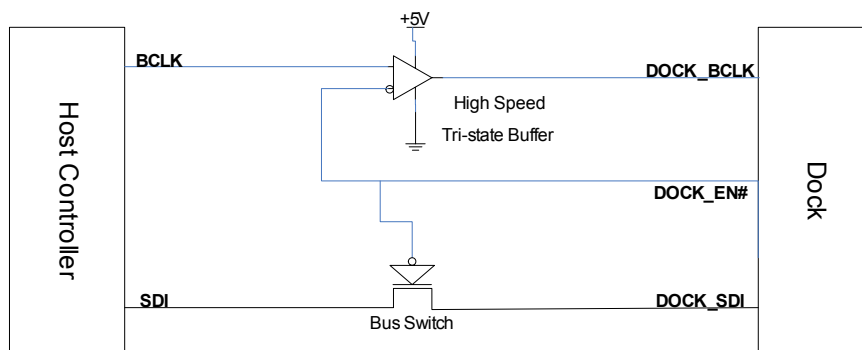 +5V
BCLK
DOCK_BCLK
High Speed
Tri-state Buffer
Host Controller
Dock
DOCK_EN#
SDI
DOCK_SDI
Bus Switch